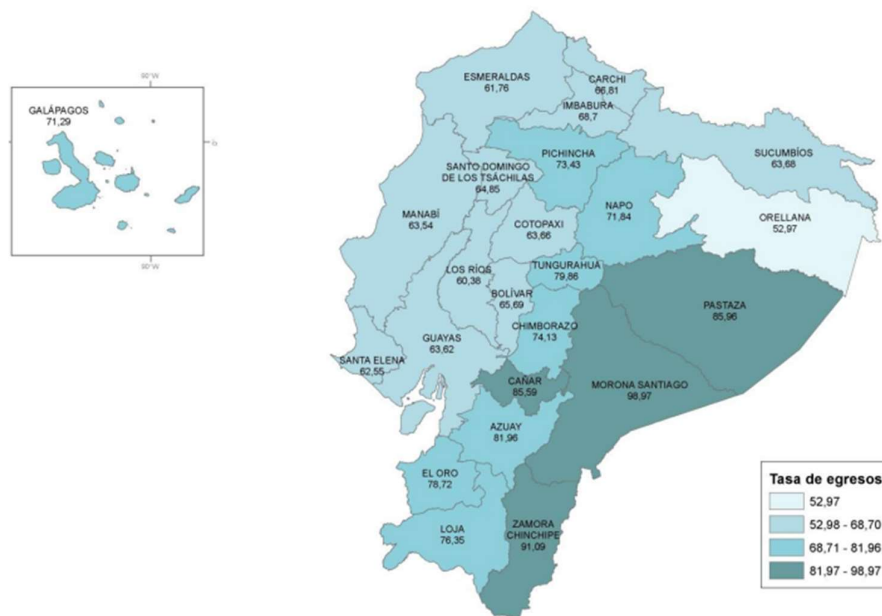 90°W
GALÁPAGOS
71,29
90°W
ESMERALDAS
61,76
CARCHI
66,81
IMBABURA
68,7
PICHINCHA
73,43
SUCUMBÍOS
63,68
SANTO DOMINGO
DE LOS TSÁCHILAS
64,85
NAPO
71,84
ORELLANA
52,97
MANABÍ
63,54
COTOPAXI
63,66
LOS RÍOS
60,38
TUNGURAHUA
79,86
BOLÍVAR
65,69
PASTAZA
85,96
CHIMBORAZO
74,13
GUAYAS
63,62
SANTA ELENA
62,55
CAÑAR
85,59
MORONA SANTIAGO
98,97
AZUAY
81,96
EL ORO
78,72
LOJA
76,35
ZAMORA
CHINCHIPE
91,09
Tasa de egresos
52,97
52,98 - 68,70
68,71 - 81,96
81,97 - 98,97